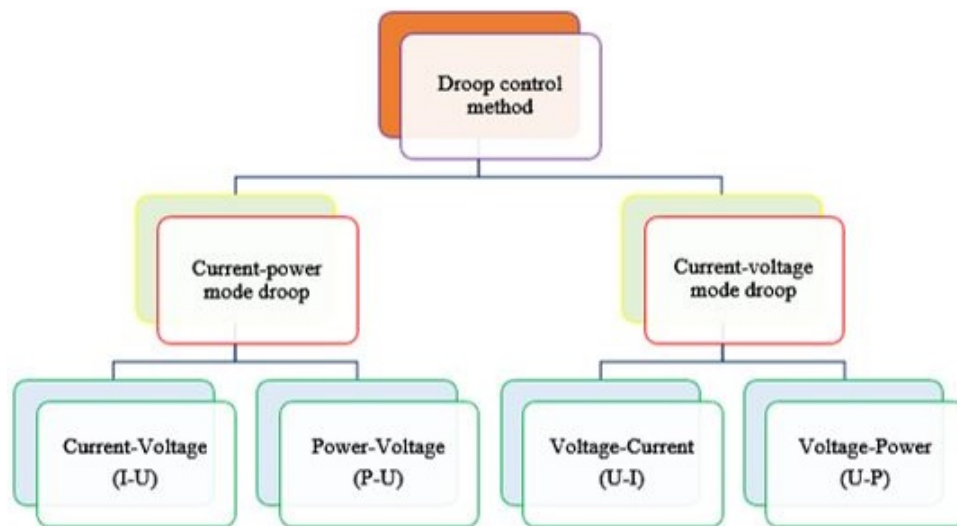 Droop control
method
Current-power
mode droop
Current-voltage
mode droop
Current-Voltage
(I-U)
Power-Voltage
(P-U)
Voltage-Current
(U-I)
Voltage-Power
(U-P)